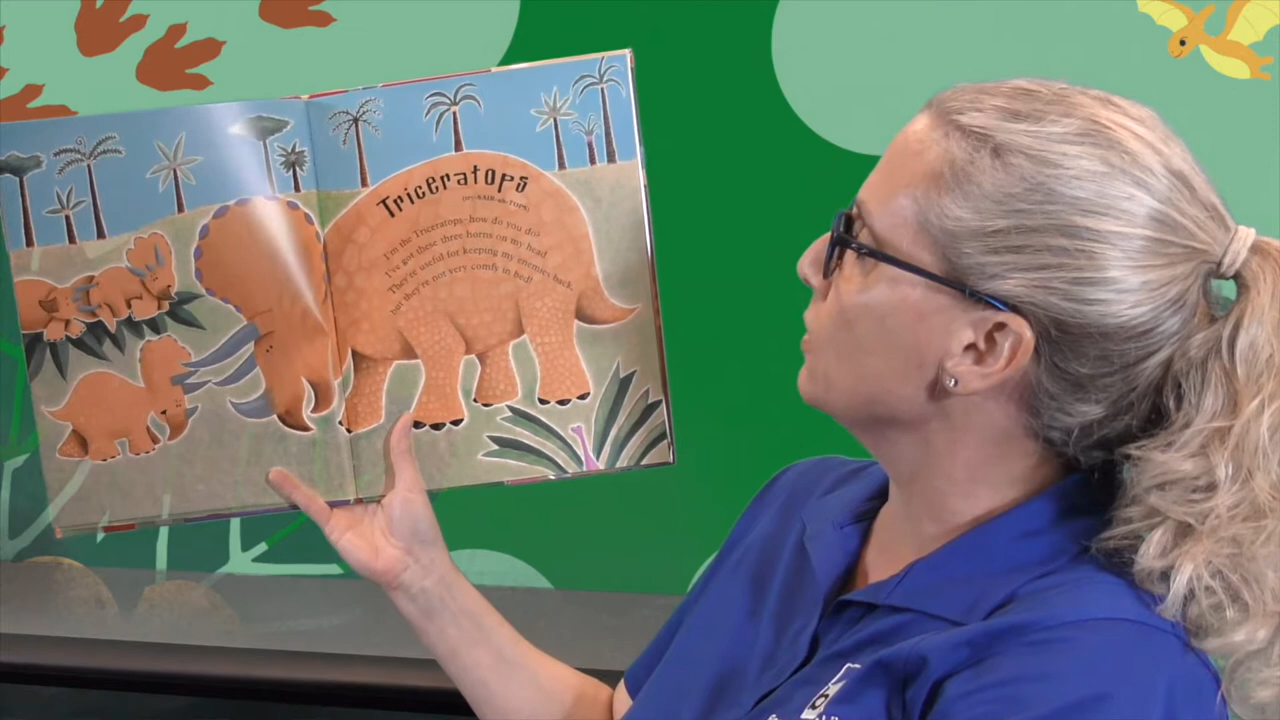 Triceratops
(try-SAIR-uh-TOPS)
I'm the Triceratops—how do you do?
I've got these three horns on my head.
They're useful for keeping my enemies back,
but they're not very comfy in bed!